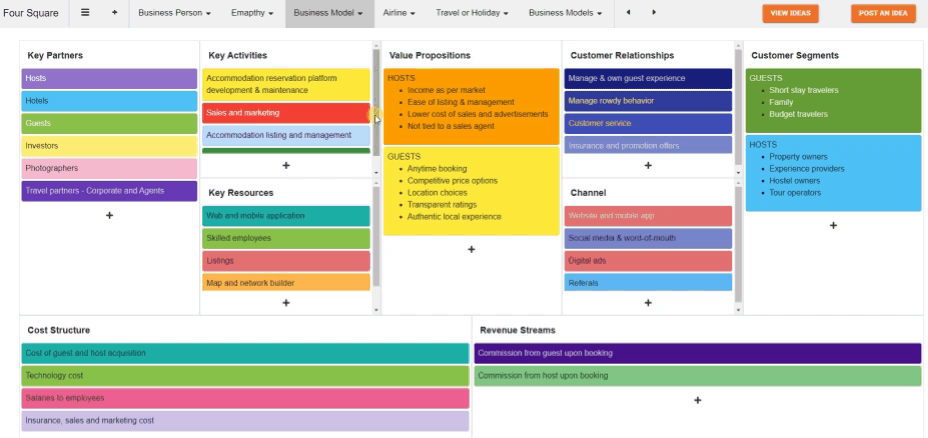 Four Square
Business Person
Emapthy
Business Model
Airline
Travel or Holiday
Business Models
VIEW IDEAS
POST AN IDEA
Key Partners
Hosts
Hotels
Guests
Investors
Photographers
Travel partners - Corporate and Agents
Key Activities
Accommodation reservation platform
development & maintenance
Sales and marketing
Accommodation listing and management
Key Resources
Web and mobile application
Skilled employees
Listings
Map and network builder
Value Propositions
HOSTS
Income as per market
Ease of listing & management
Lower cost of sales and advertisements
Not tied to a sales agent
GUESTS
Anytime booking
Competitive price options
Location choices
Transparent ratings
Authentic local experience
Customer Relationships
Manage & own guest experience
Manage rowdy behavior
Customer service
Insurance and promotion offers
Channel
Website and mobile app
Social media & word-of-mouth
Digital ads
Referrals
Customer Segments
GUESTS
Short stay travelers
Family
Budget travelers
HOSTS
Property owners
Experience providers
Hostel owners
Tour operators
Cost Structure
Cost of guest and host acquisition
Technology cost
Salaries to employees
Insurance, sales and marketing cost
Revenue Streams
Commission from guest upon booking
Commission from host upon booking